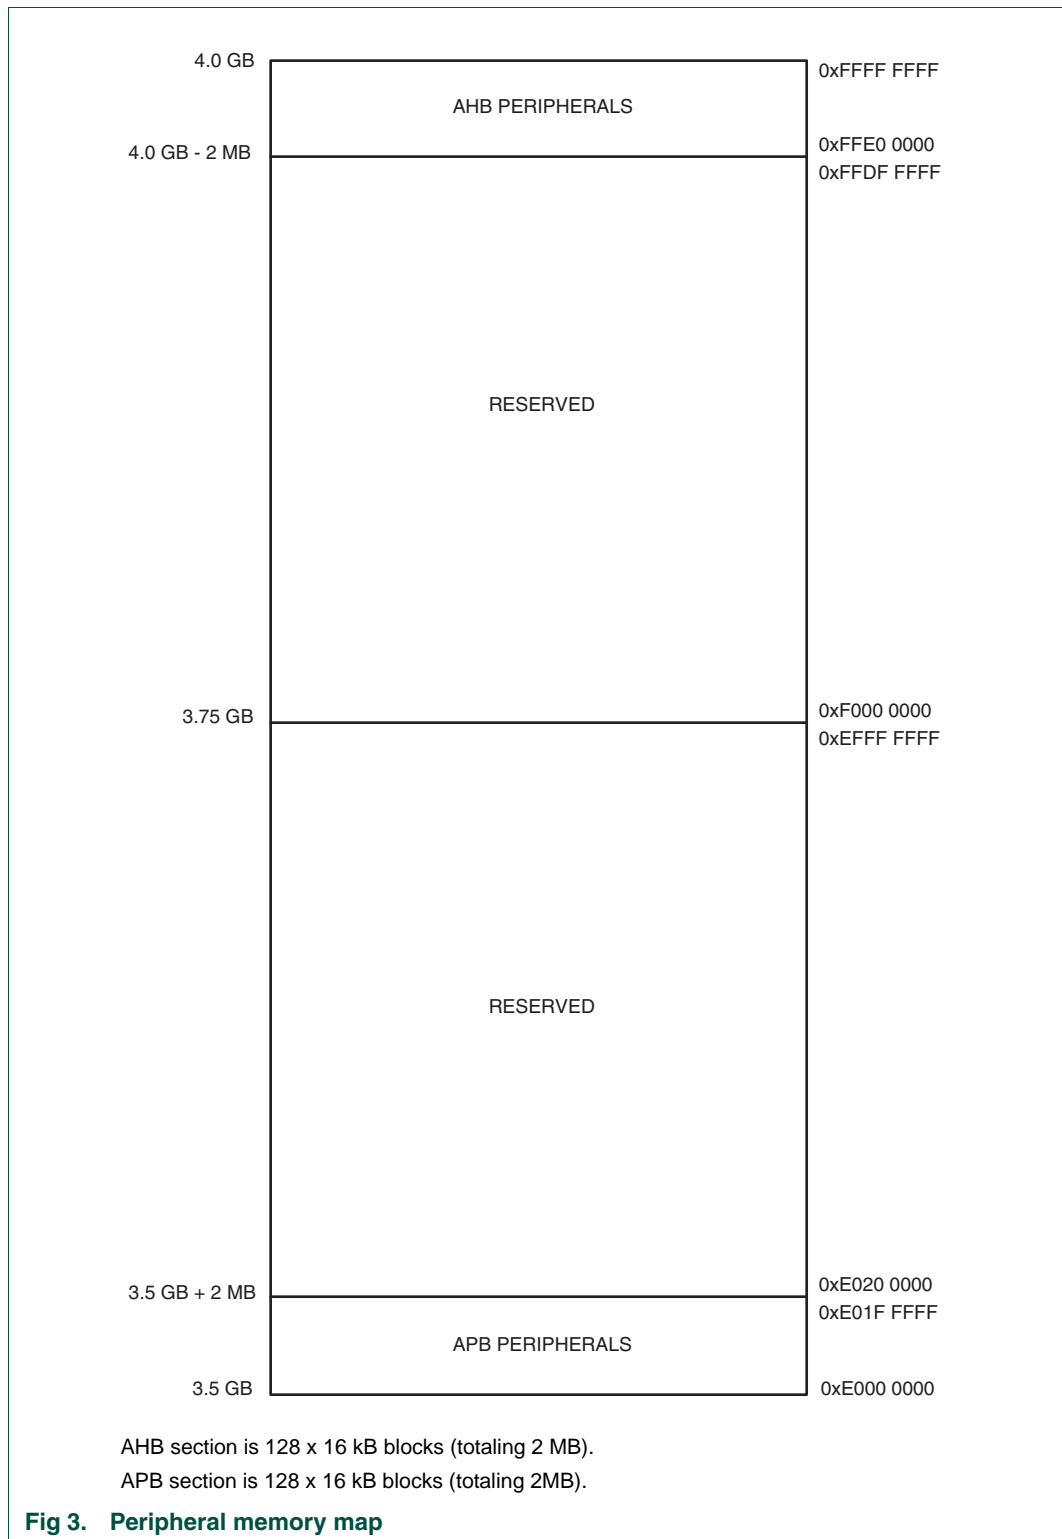 4.0 GB
0xFFFF FFFF
AHB PERIPHERALS
4.0 GB - 2 MB
0xFFE0 0000
0xFFDF FFFF
RESERVED
3.75 GB
0xF000 0000
0xEFFF FFFF
RESERVED
3.5 GB + 2 MB
0xE020 0000
0xE01F FFFF
APB PERIPHERALS
3.5 GB
0xE000 0000
AHB section is 128 x 16 kB blocks (totaling 2 MB).
APB section is 128 x 16 kB blocks (totaling 2MB).
Fig 3. Peripheral memory map